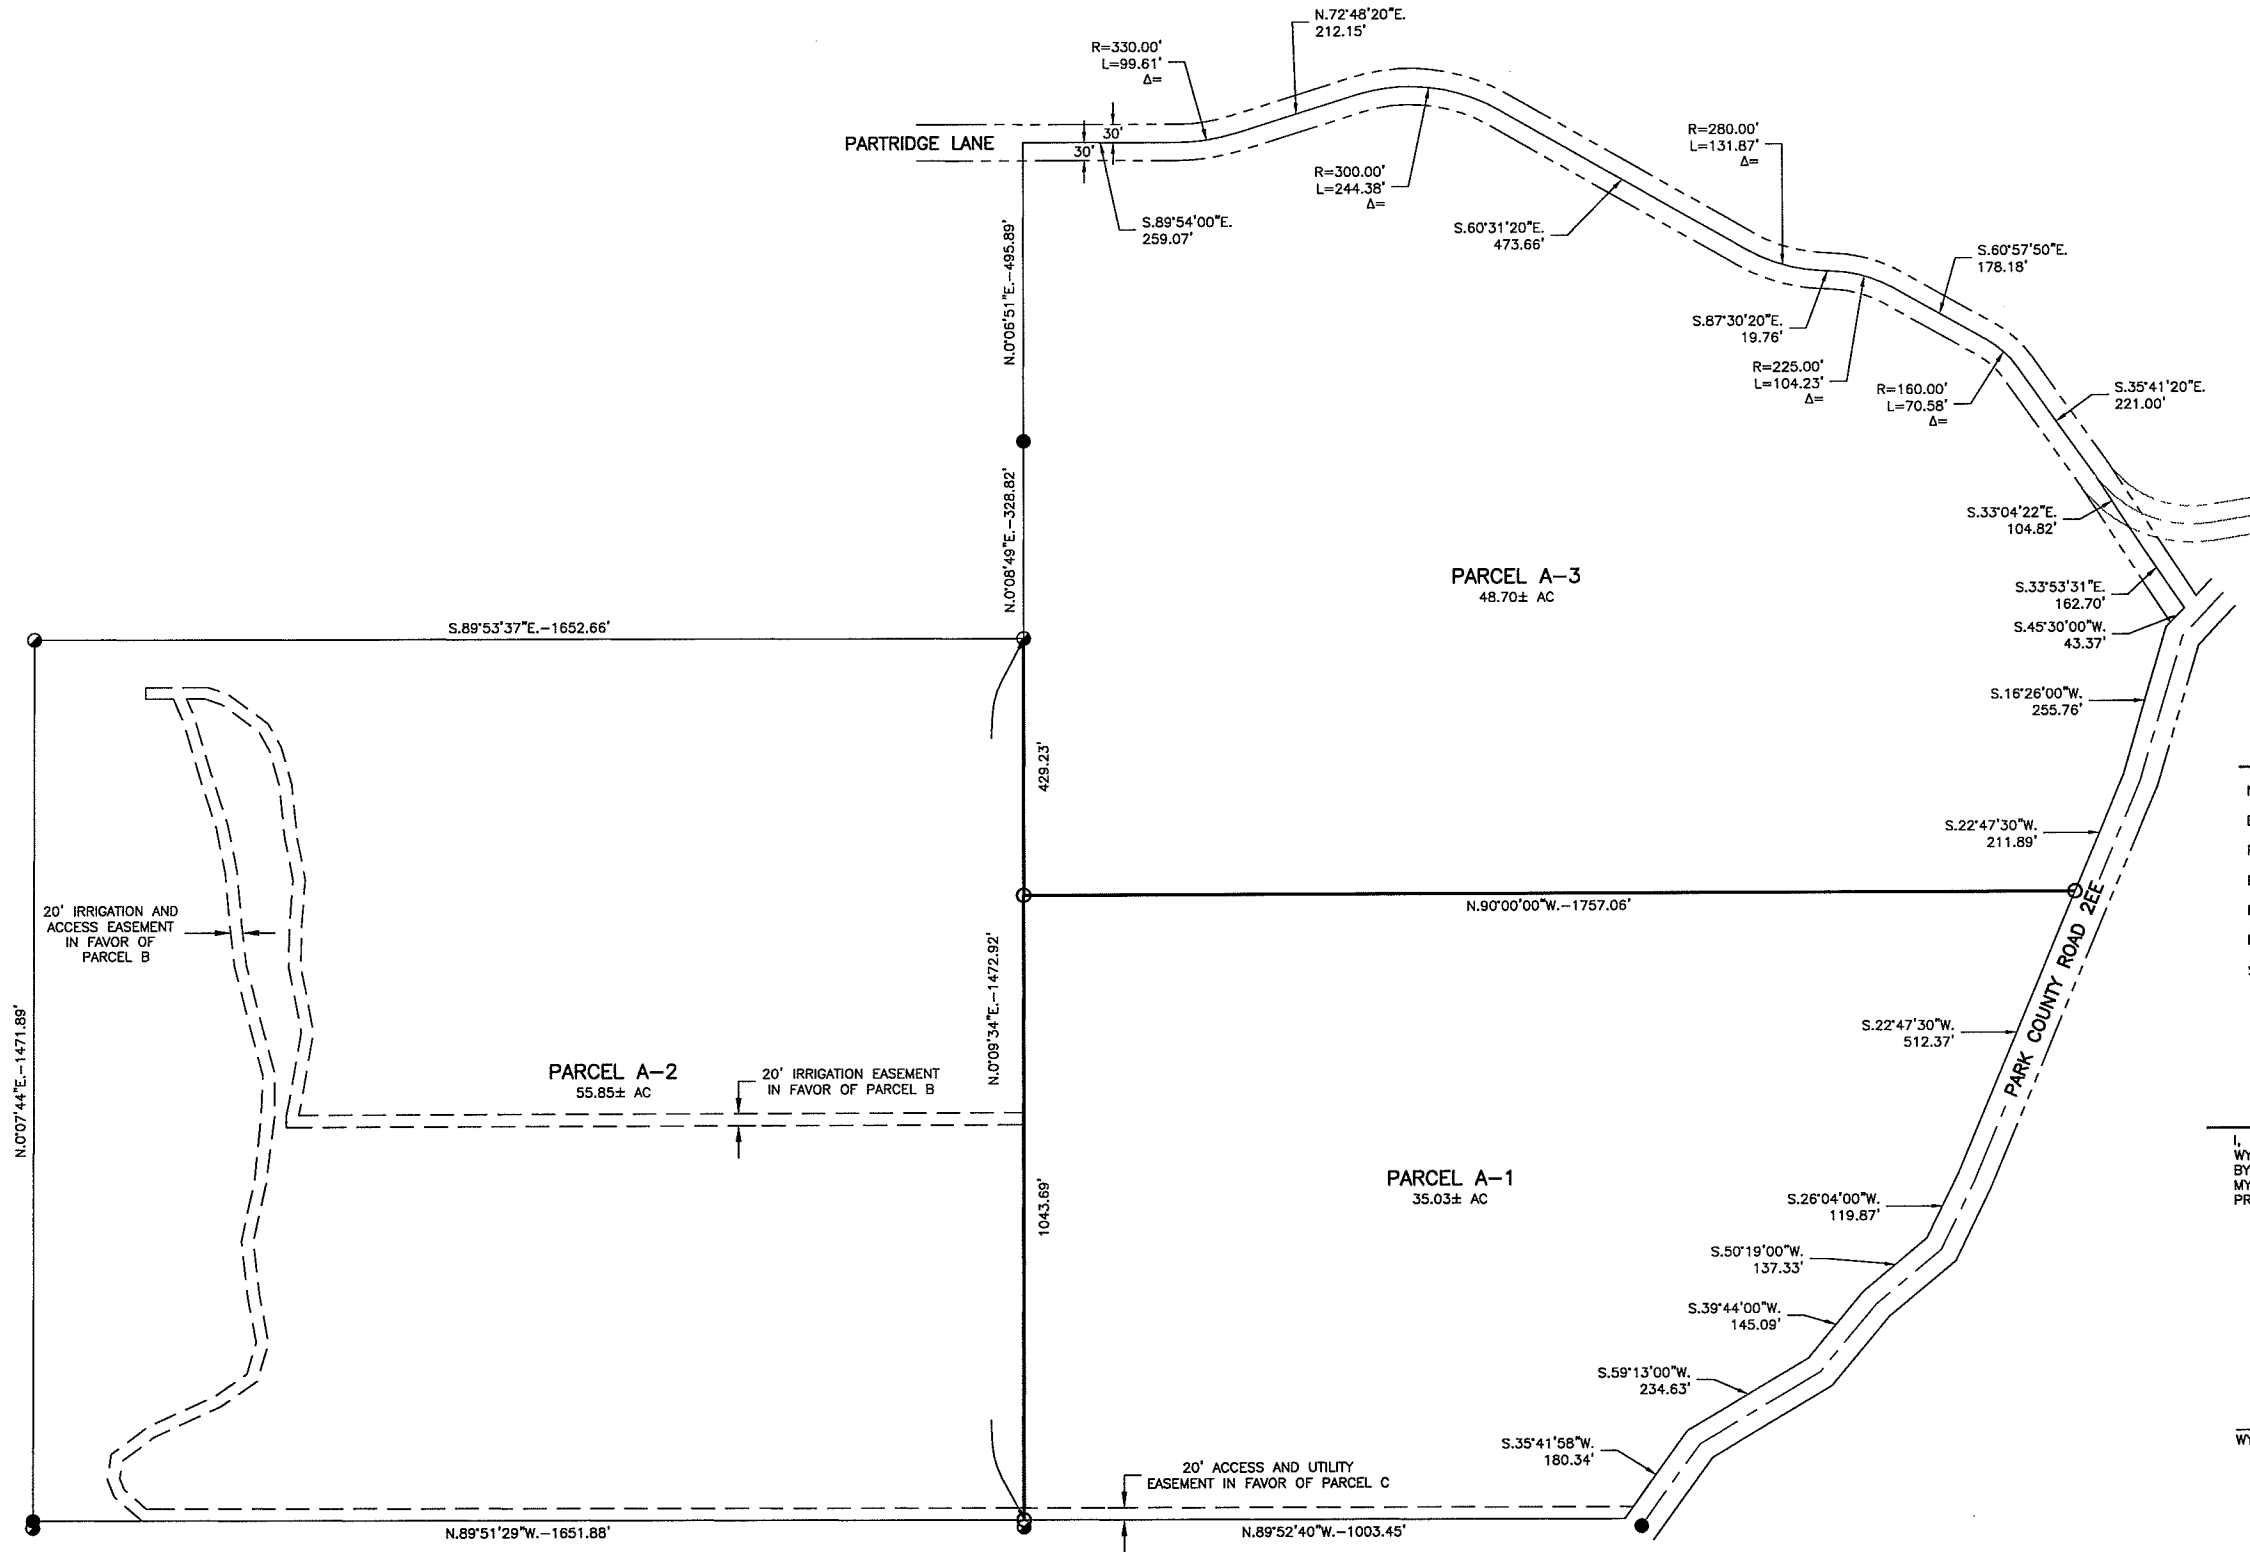 N.72°48'20"E.
212.15'
R=330.00'
L=99.61'
Δ=
PARTRIDGE LANE
30'
30'
R=280.00'
L=131.87'
Δ=
R=300.00'
L=244.38'
Δ=
S.89°54'00"E.
259.07'
S.60°31'20"E.
473.66'
S.60°57'50"E.
178.18'
N.0°06'51"E.-495.89'
S.87°30'20"E.
19.76'
R=225.00'
L=104.23'
Δ=
R=160.00'
L=70.58'
Δ=
S.35°41'20"E.
221.00'
N.0°08'49"E.-328.82'
S.33°04'22"E.
104.82'
PARCEL A-3
48.70± AC
S.33°53'31"E.
162.70'
S.45°30'00"W.
43.37'
S.89°53'37"E.-1652.66'
S.16°26'00"W.
255.76'
429.23'
S.22°47'30"W.
211.89'
20' IRRIGATION AND
ACCESS EASEMENT
IN FAVOR OF
PARCEL B
N.90°00'00"W.-1757.06'
PARK COUNTY ROAD 2EE
N.0°09'34"E.-1472.92'
N.0°07'44"E.-1471.89'
S.22°47'30"W.
512.37'
PARCEL A-2
55.85± AC
20' IRRIGATION EASEMENT
IN FAVOR OF PARCEL B
1043.69'
PARCEL A-1
35.03± AC
S.26°04'00"W.
119.87'
I,
WY
BY
MY
PR
S.50°19'00"W.
137.33'
S.39°44'00"W.
145.09'
S.59°13'00"W.
234.63'
S.35°41'58"W.
180.34'
WY
20' ACCESS AND UTILITY
EASEMENT IN FAVOR OF PARCEL C
N.89°51'29"W.-1651.88'
N.89°52'40"W.-1003.45'